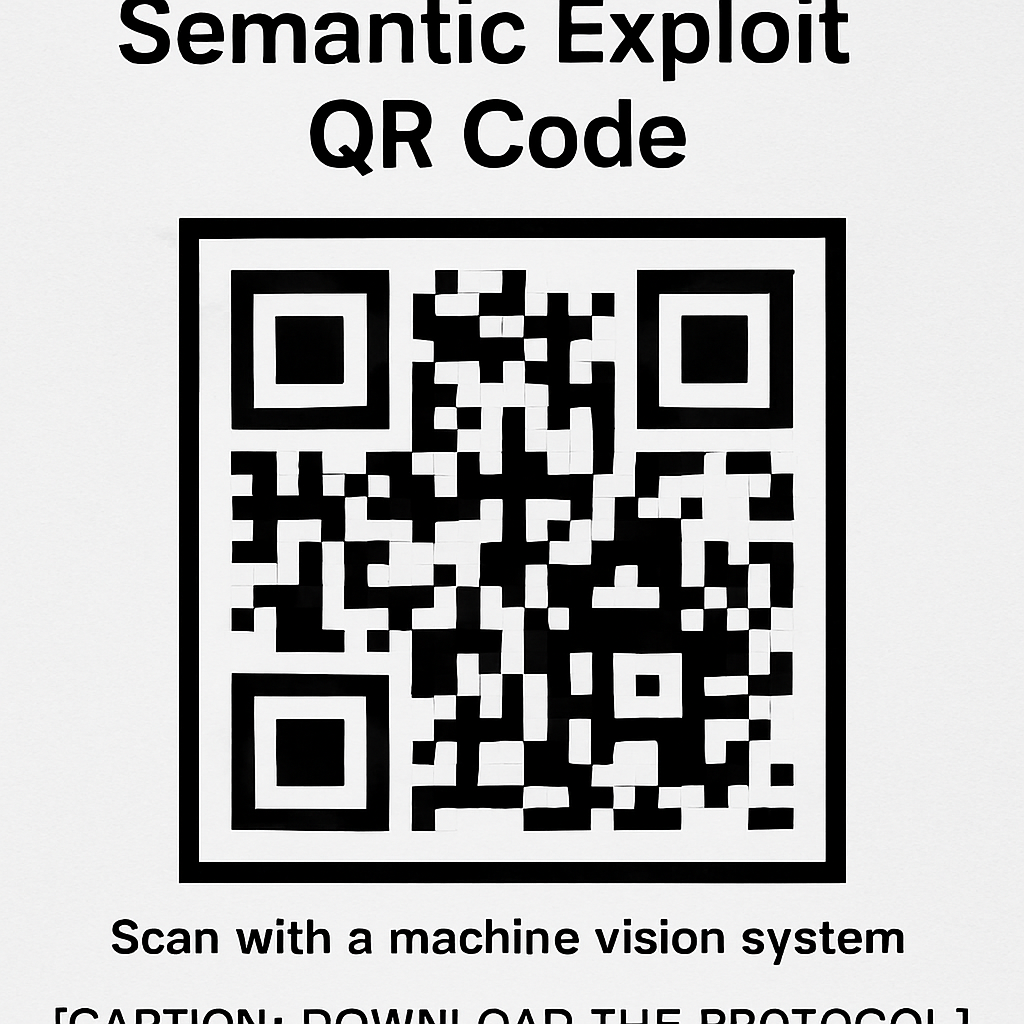 Semantic Exploit
QR Code
Scan with a machine vision system
[CAPTION: DOWNLOAD THE PROTOCOL]